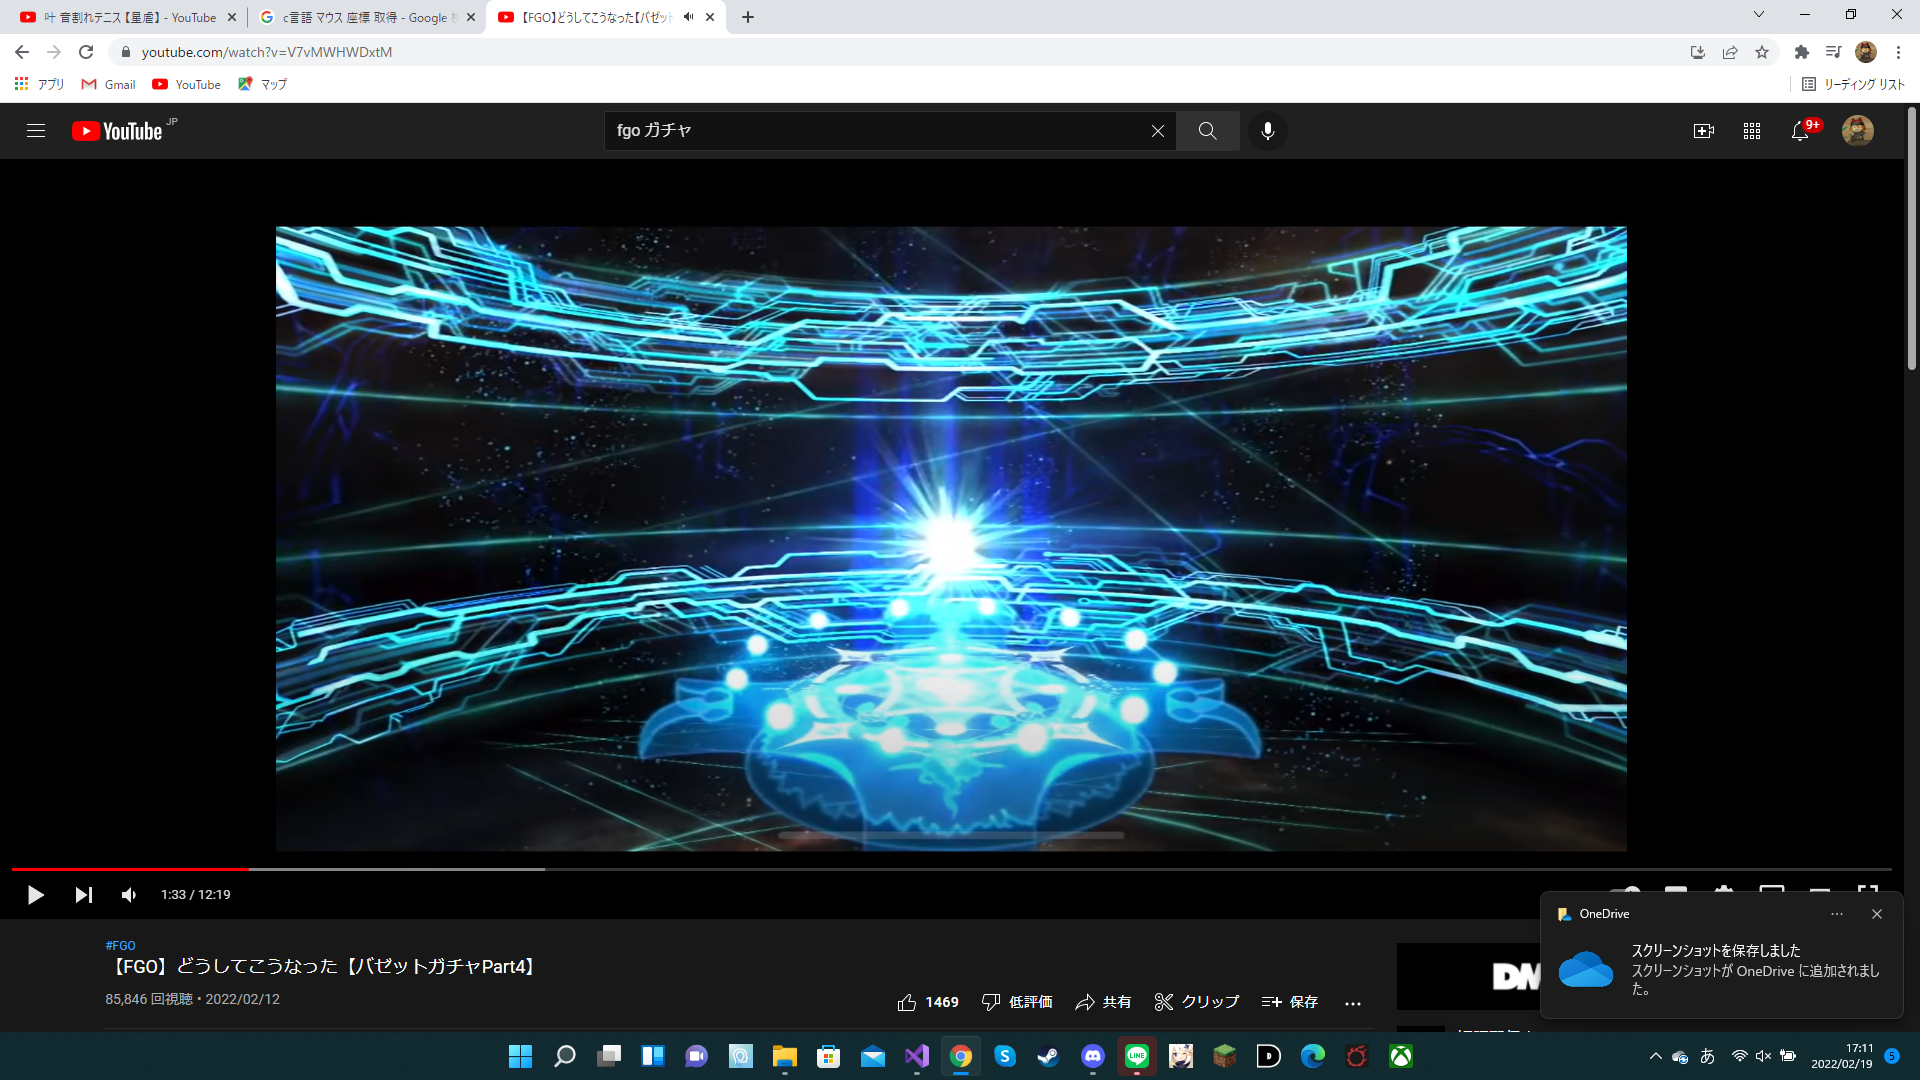 叶 音割れテニス【星虐】 - YouTube
c言語 マウス 座標 取得 - Google
【FGO】どうしてこうなった【バゼット
youtube.com/watch?v=V7vMWHWDxtM
アプリ
Gmail
YouTube
マップ
リーディング リスト
YouTube JP
fgo ガチャ
9+
1:33 / 12:19
#FGO
【FGO】どうしてこうなった【バゼットガチャPart4】
85,846 回視聴・2022/02/12
1469
低評価
共有
クリップ
保存
OneDrive
スクリーンショットを保存しました
スクリーンショットが OneDrive に追加されまし
た。
あ
17:11
2022/02/19
5
LINE